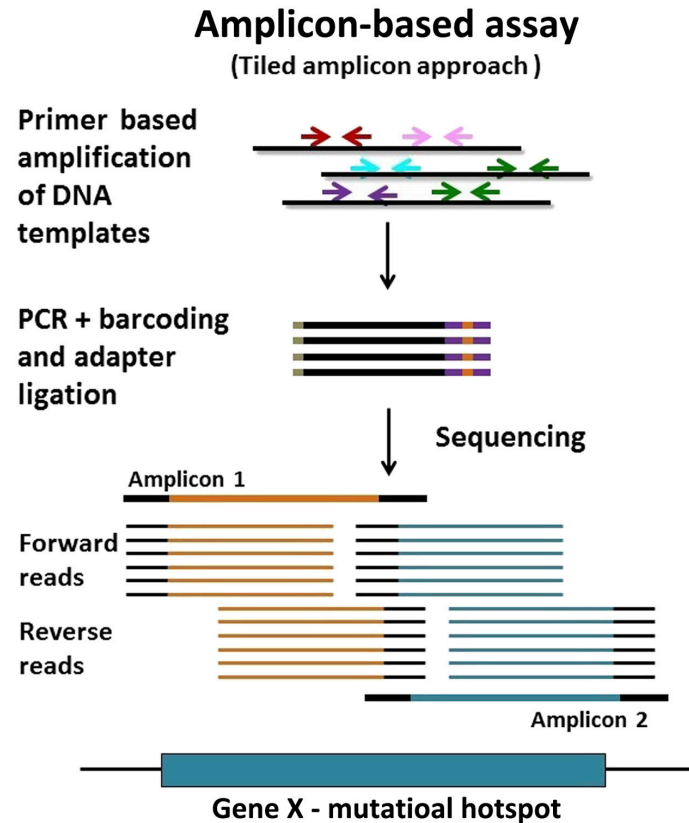 Amplicon-based assay
(Tiled amplicon approach )
Primer based
amplification
of DNA
templates
PCR + barcoding
and adapter
ligation
Sequencing
Amplicon 1
Forward
reads
Reverse
reads
Amplicon 2
Gene X - mutatioal hotspot